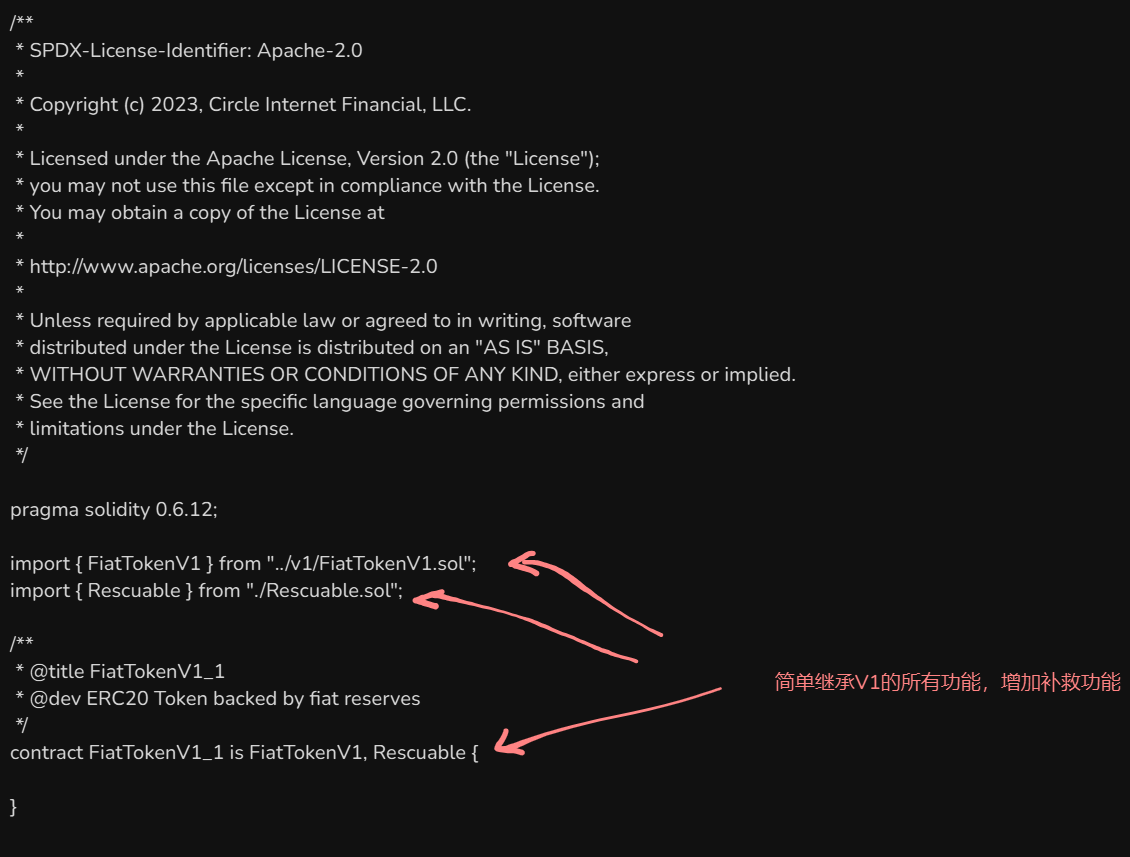 /**
 * SPDX-License-Identifier: Apache-2.0
 *
 * Copyright (c) 2023, Circle Internet Financial, LLC.
 *
 * Licensed under the Apache License, Version 2.0 (the "License");
 * you may not use this file except in compliance with the License.
 * You may obtain a copy of the License at
 *
 * http://www.apache.org/licenses/LICENSE-2.0
 *
 * Unless required by applicable law or agreed to in writing, software
 * distributed under the License is distributed on an "AS IS" BASIS,
 * WITHOUT WARRANTIES OR CONDITIONS OF ANY KIND, either express or implied.
 * See the License for the specific language governing permissions and
 * limitations under the License.
 */
pragma solidity 0.6.12;
import { FiatTokenV1 } from "../v1/FiatTokenV1.sol";
import { Rescuable } from "./Rescuable.sol";
/**
 * @title FiatTokenV1_1
 * @dev ERC20 Token backed by fiat reserves
 */
简单继承V1的所有功能，增加补救功能
contract FiatTokenV1_1 is FiatTokenV1, Rescuable {
}